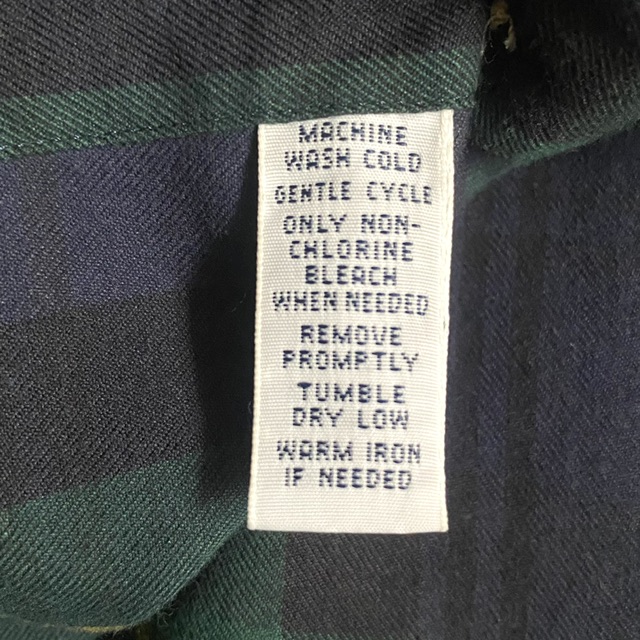 MACHINE
WASH COLD
GENTLE CYCLE
ONLY NON-
CHLORINE
BLEACH
WHEN NEEDED
REMOVE
PROMPTLY
TUMBLE
DRY LOW
WARM IRON
IF NEEDED